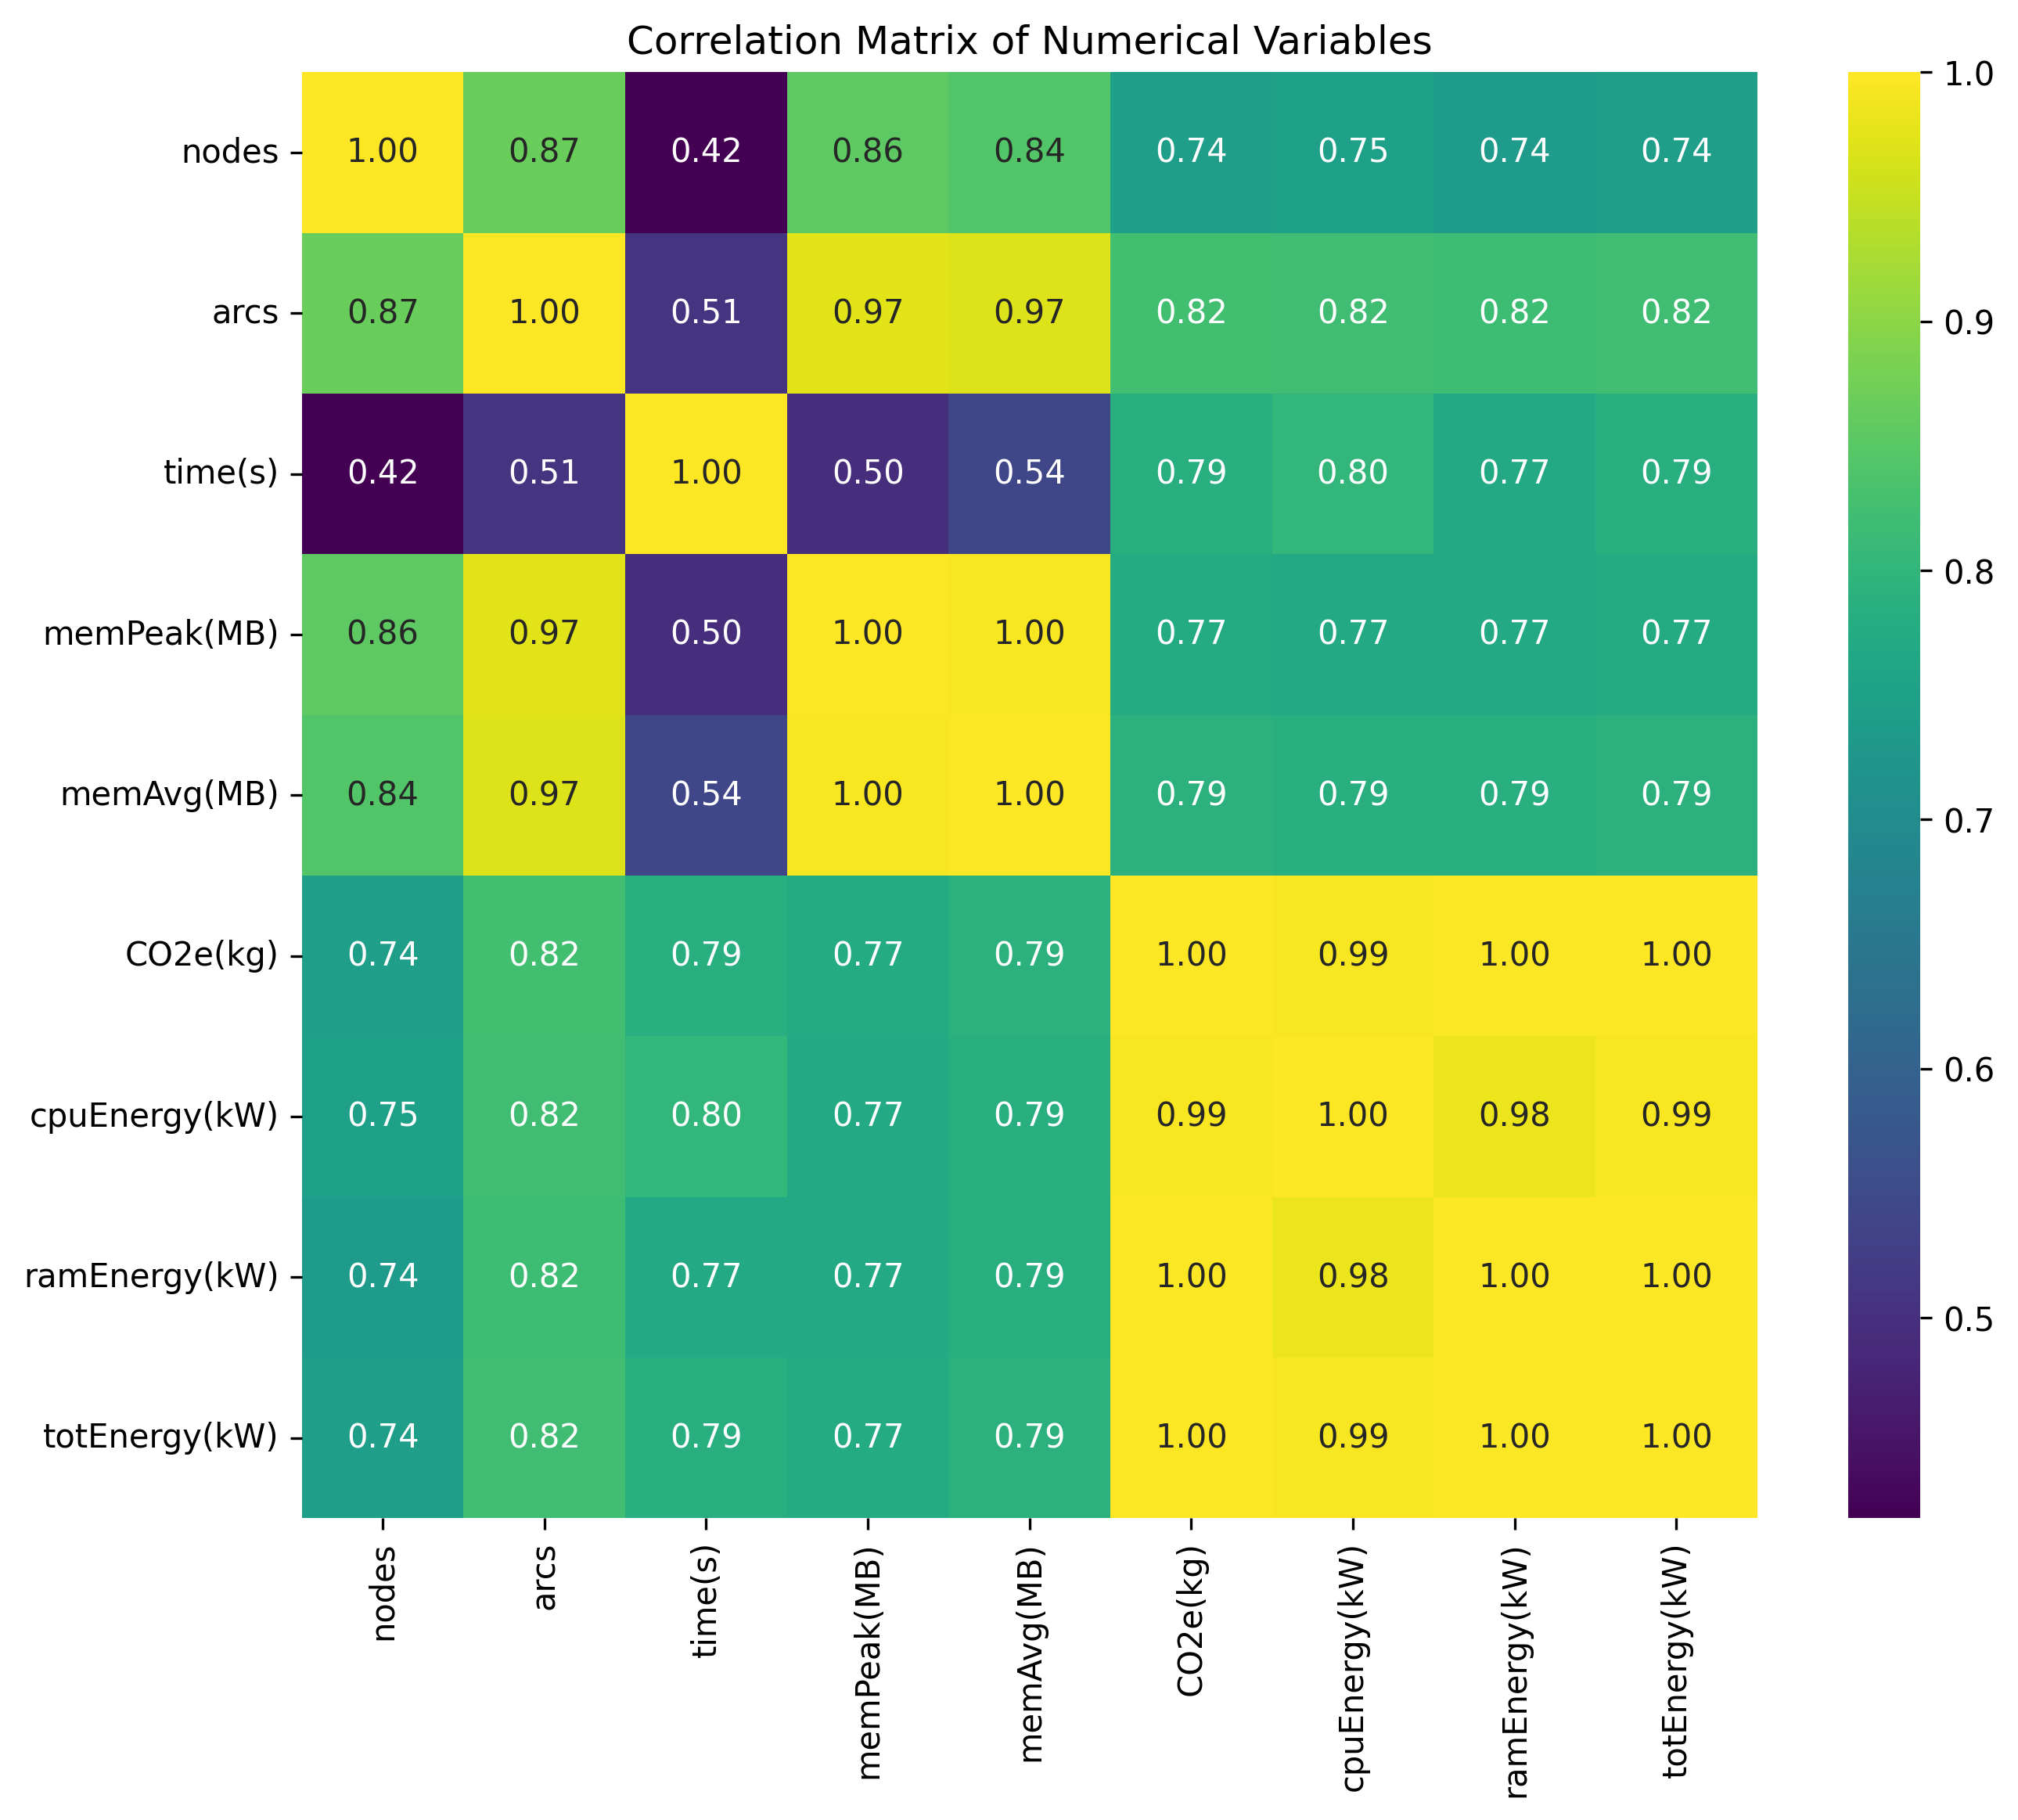 Correlation Matrix of Numerical Variables
nodes 1.00 0.87 0.42 0.86 0.84 0.74 0.75 0.74 0.74
arcs 0.87 1.00 0.51 0.97 0.97 0.82 0.82 0.82 0.82
time(s) 0.42 0.51 1.00 0.50 0.54 0.79 0.80 0.77 0.79
memPeak(MB) 0.86 0.97 0.50 1.00 1.00 0.77 0.77 0.77 0.77
memAvg(MB) 0.84 0.97 0.54 1.00 1.00 0.79 0.79 0.79 0.79
CO2e(kg) 0.74 0.82 0.79 0.77 0.79 1.00 0.99 1.00 1.00
cpuEnergy(kW) 0.75 0.82 0.80 0.77 0.79 0.99 1.00 0.98 0.99
ramEnergy(kW) 0.74 0.82 0.77 0.77 0.79 1.00 0.98 1.00 1.00
totEnergy(kW) 0.74 0.82 0.79 0.77 0.79 1.00 0.99 1.00 1.00
nodes arcs time(s) memPeak(MB) memAvg(MB) CO2e(kg) cpuEnergy(kW) ramEnergy(kW) totEnergy(kW)
1.0
0.9
0.8
0.7
0.6
0.5